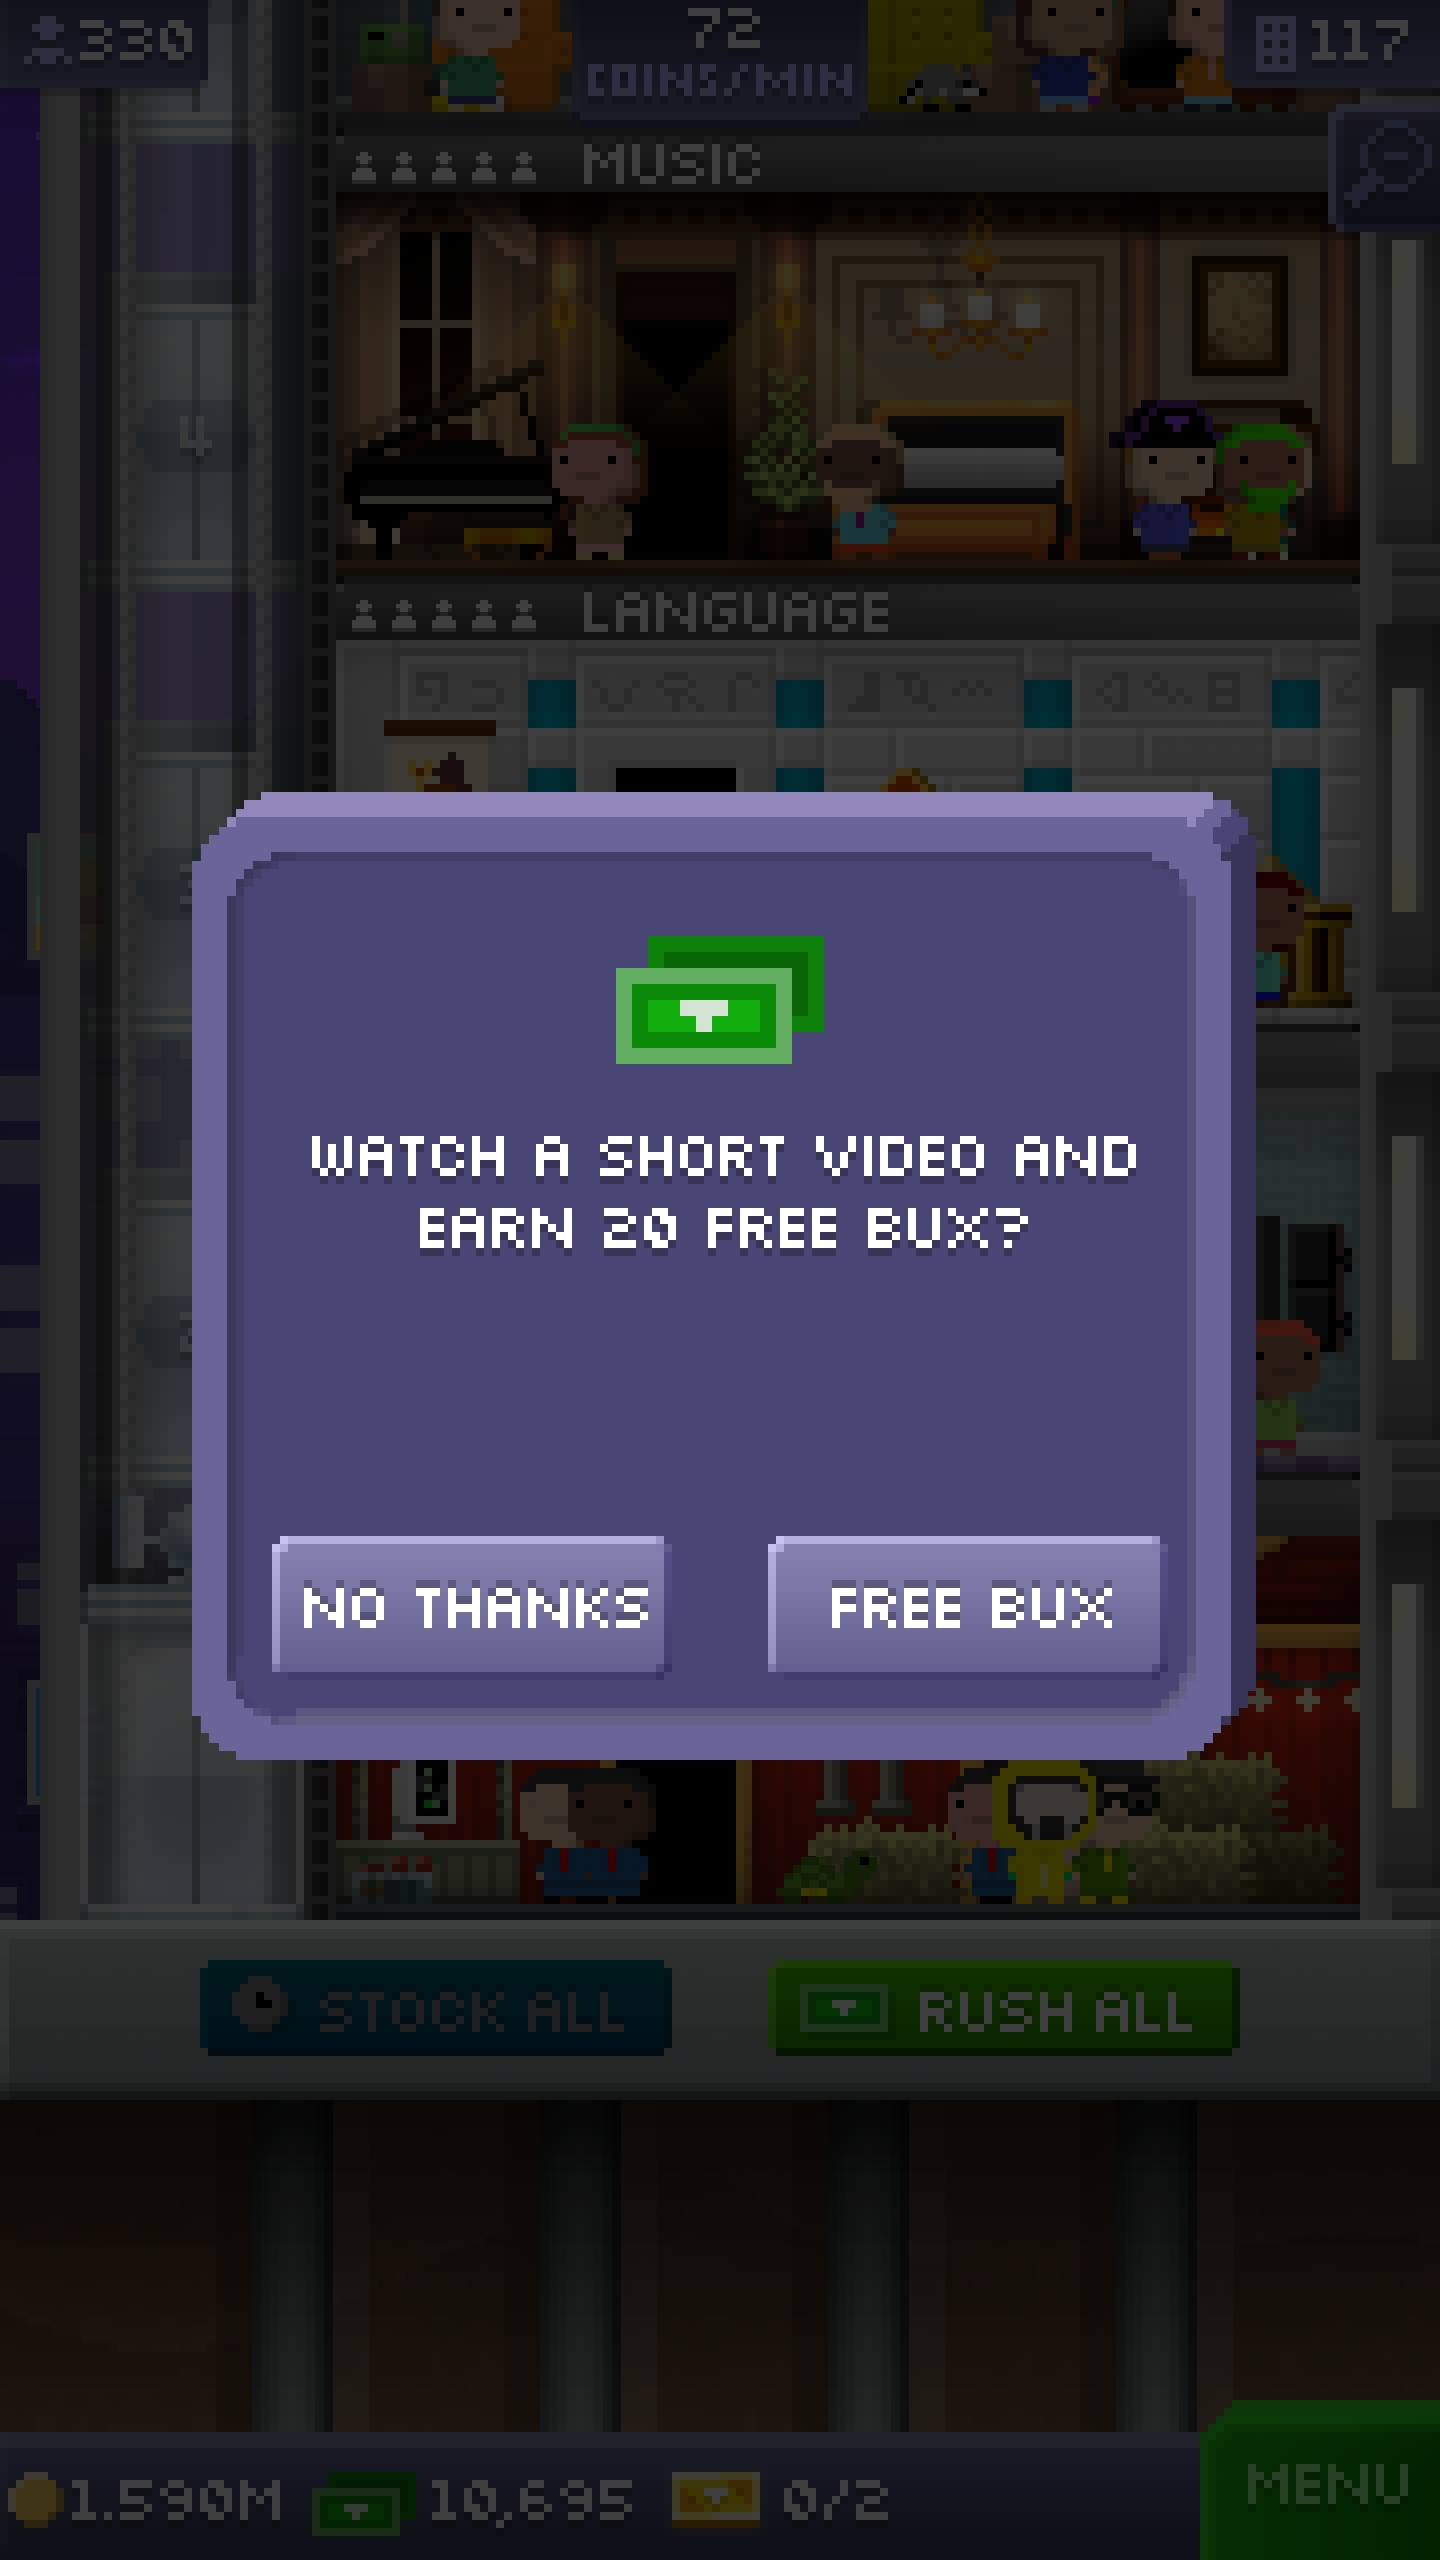 330
72
COINS/MIN
117
MUSIC
4
LANGUAGE
WATCH A SHORT VIDEO AND
EARN 20 FREE BUX?
NO THANKS
FREE BUX
STOCK ALL
RUSH ALL
1.590M
10,695
0/2
MENU